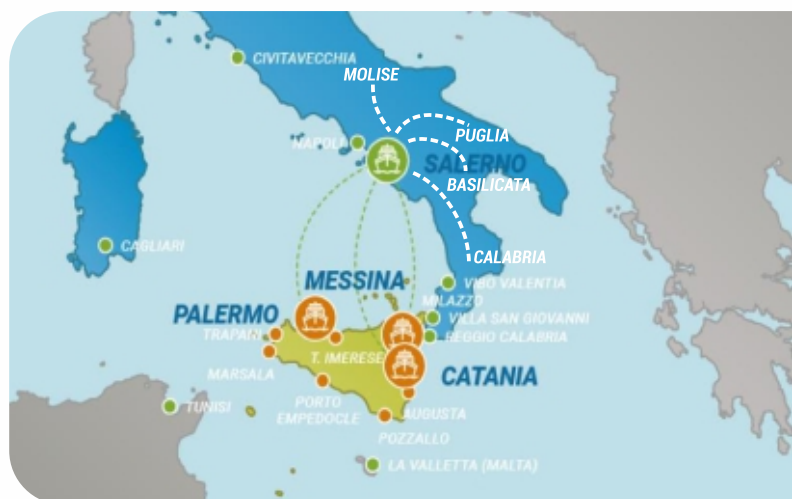 CIVITAVECCHIA
MOLISE
PUGLIA
NAPOLI
SALERNO
BASILICATA
CAGLIARI
CALABRIA
MESSINA
VIBO VALENTIA
MILAZZO
PALERMO
VILLA SAN GIOVANNI
TRAPANI
REGGIO CALABRIA
T. IMERESE
MARSALA
CATANIA
TUNISI
PORTO
EMPEDOCLE
AUGUSTA
POZZALLO
LA VALLETTA (MALTA)